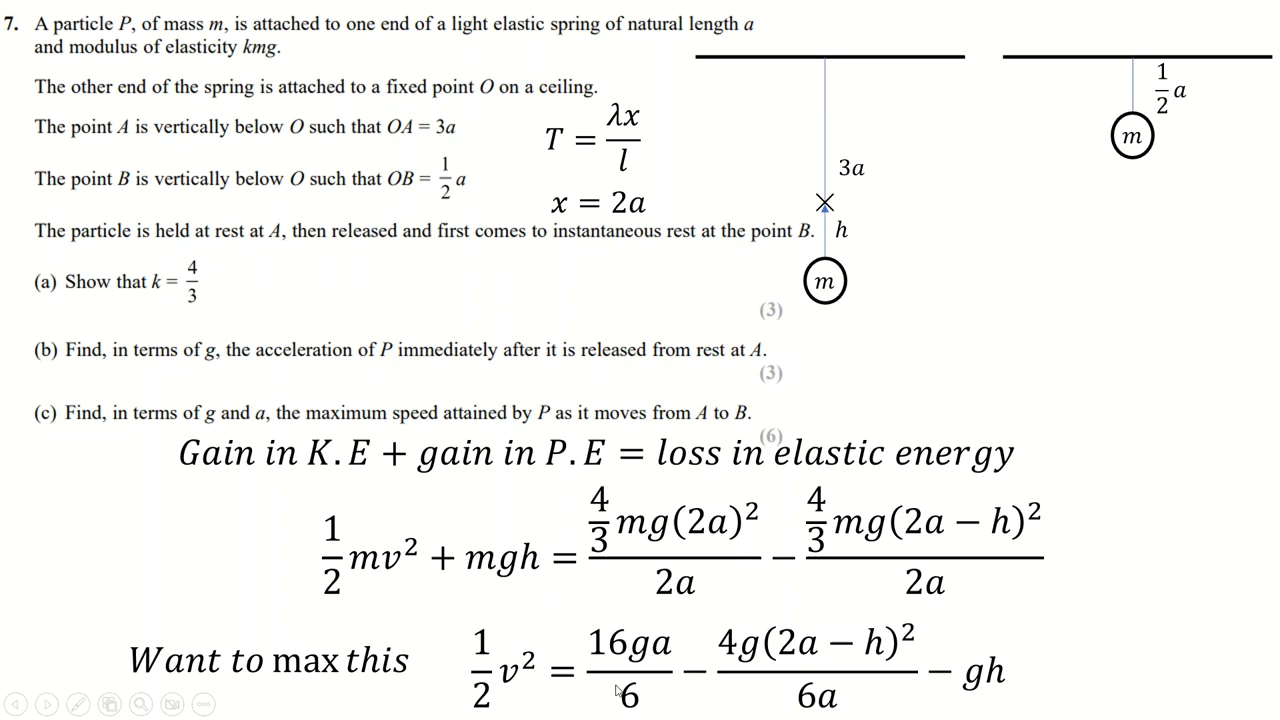 7. A particle P, of mass m, is attached to one end of a light elastic spring of natural length a
and modulus of elasticity kmg.
The other end of the spring is attached to a fixed point O on a ceiling.
The point A is vertically below O such that OA = 3a
The point B is vertically below O such that OB = 1/2 a
The particle is held at rest at A, then released and first comes to instantaneous rest at the point B.
(a) Show that k = 4/3
(3)
(b) Find, in terms of g, the acceleration of P immediately after it is released from rest at A.
(3)
(c) Find, in terms of g and a, the maximum speed attained by P as it moves from A to B.
(6)
T = λx/l
x = 2a
3a
h
m
1/2 a
m
Gain in K.E + gain in P.E = loss in elastic energy
1/2 mv² + mgh = 4/3 mg(2a)²/2a − 4/3 mg(2a − h)²/2a
Want to max this 1/2 v² = 16ga/6 − 4g(2a − h)²/6a − gh